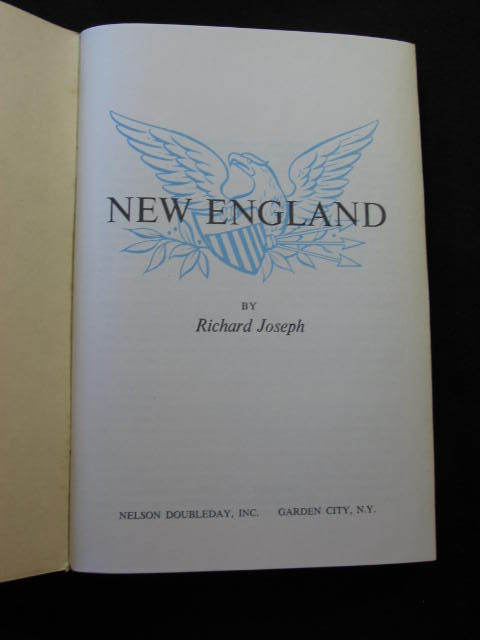 NEW ENGLAND
BY
Richard Joseph
NELSON DOUBLEDAY, INC. GARDEN CITY, N.Y.